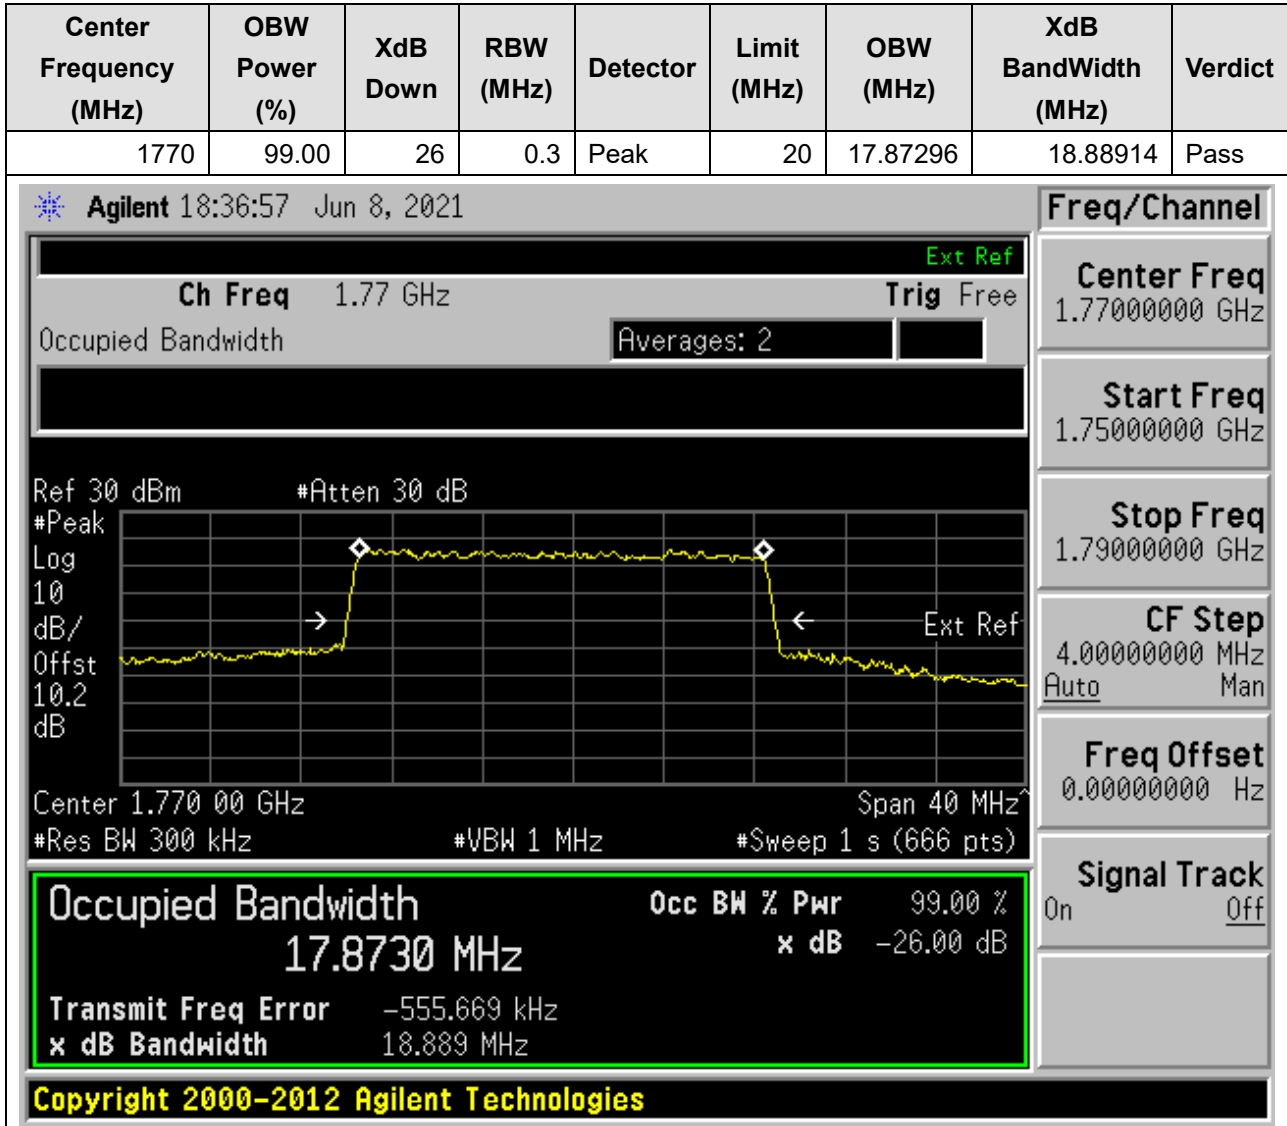 Center Frequency (MHz) OBW Power (%) XdB Down RBW (MHz) Detector Limit (MHz) OBW (MHz) XdB BandWidth (MHz) Verdict
1770 99.00 26 0.3 Peak 20 17.87296 18.88914 Pass
Agilent 18:36:57 Jun 8, 2021
Freq/Channel
Ext Ref
Ch Freq 1.77 GHz Trig Free
Occupied Bandwidth Averages: 2
Center Freq
1.77000000 GHz
Start Freq
1.75000000 GHz
Stop Freq
1.79000000 GHz
CF Step
4.00000000 MHz
Auto Man
Freq Offset
0.00000000 Hz
Signal Track
On Off
Ref 30 dBm #Atten 30 dB
#Peak
Log
10
dB/
Offst
10.2
dB
Ext Ref
Center 1.770 00 GHz Span 40 MHz^
#Res BW 300 kHz #VBW 1 MHz #Sweep 1 s (666 pts)
Occupied Bandwidth Occ BW % Pwr 99.00 %
17.8730 MHz x dB -26.00 dB
Transmit Freq Error -555.669 kHz
x dB Bandwidth 18.889 MHz
Copyright 2000-2012 Agilent Technologies